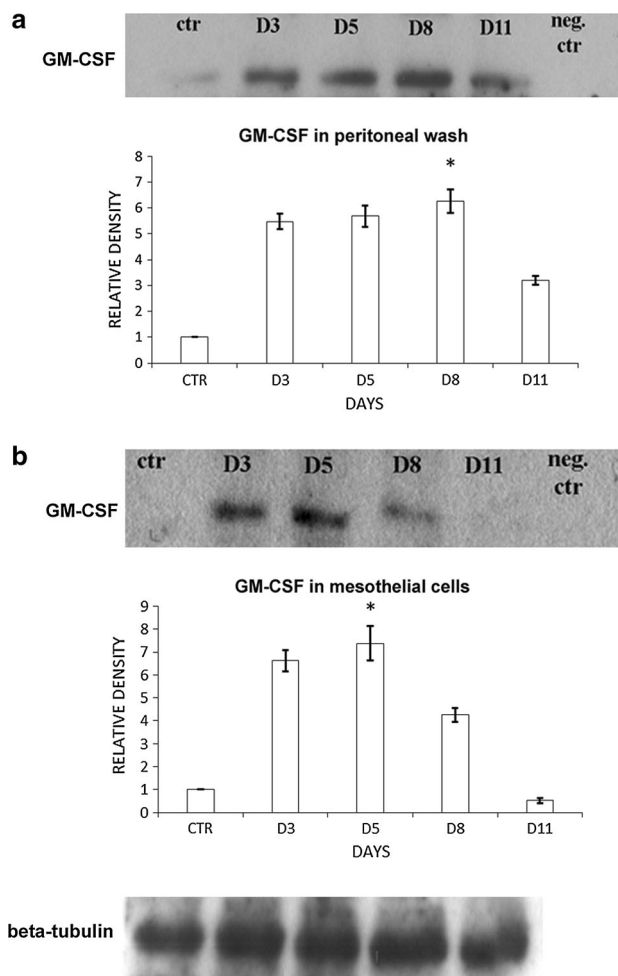 a
ctr D3 D5 D8 D11 neg. ctr
GM-CSF
GM-CSF in peritoneal wash
*
8
7
6
5
4
3
2
1
0
RELATIVE DENSITY
CTR D3 D5 D8 D11
DAYS
b
ctr D3 D5 D8 D11 neg. ctr
GM-CSF
GM-CSF in mesothelial cells
*
9
8
7
6
5
4
3
2
1
0
RELATIVE DENSITY
CTR D3 D5 D8 D11
DAYS
beta-tubulin